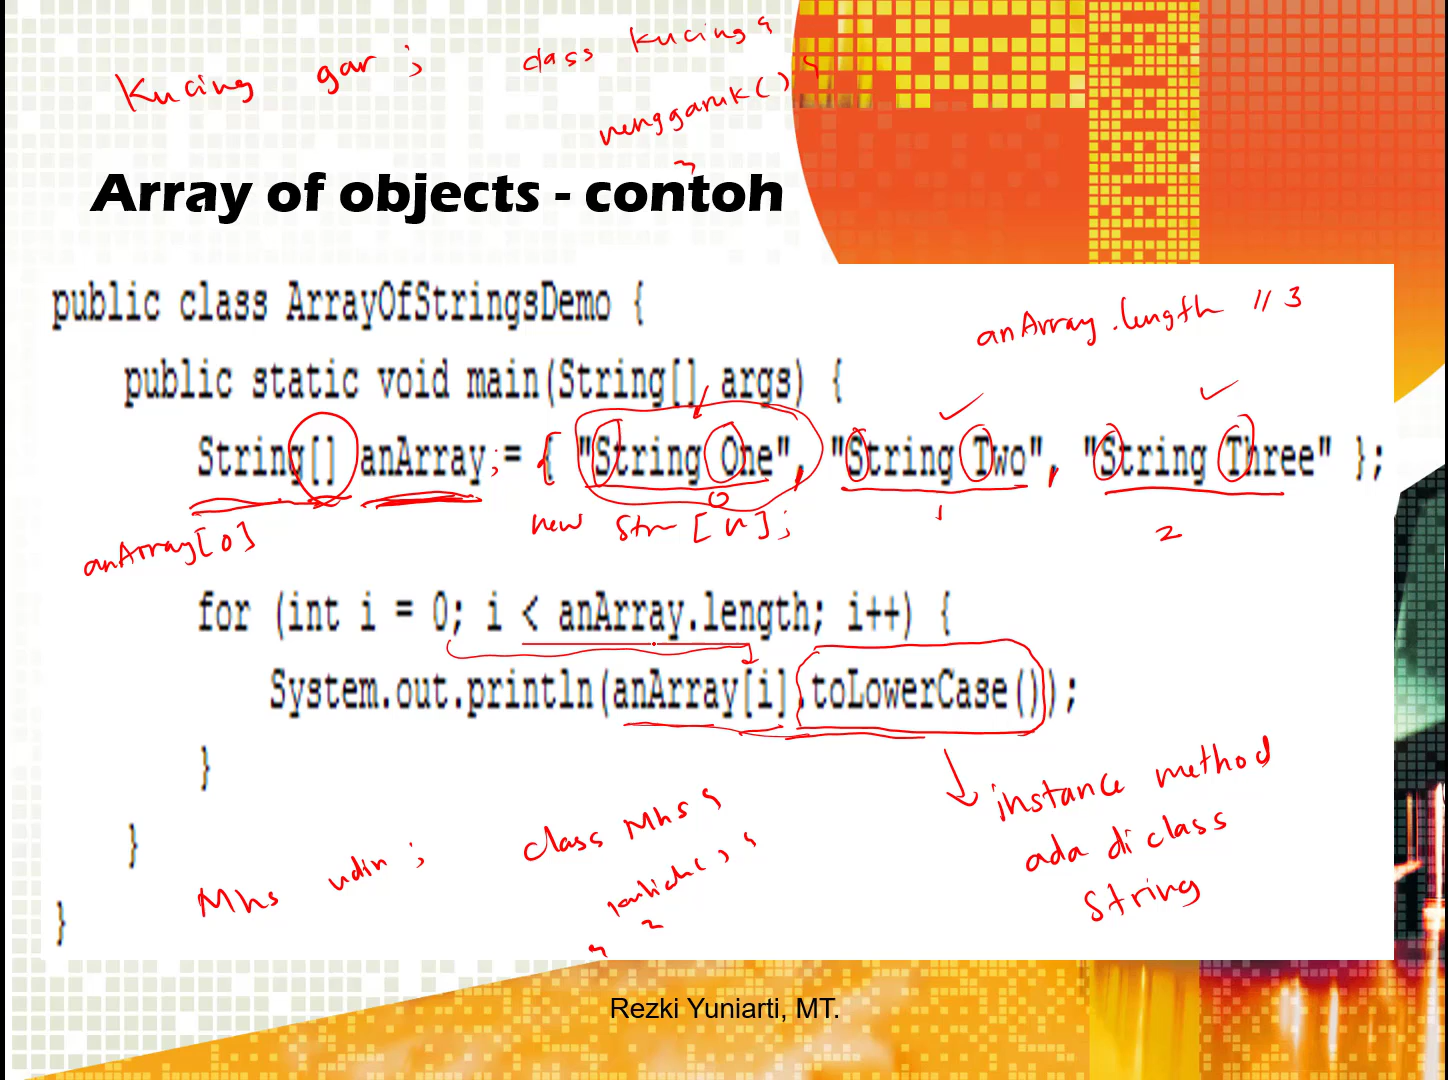 Kucing gar ; class Kucing {
menggaruk() {
}
Array of objects - contoh
public class ArrayOfStringsDemo {
anArray.length // 3
public static void main(String[] args) {
String[] anArray ; = { "String One", "String Two", "String Three" };
0 1 2
new Str [n];
anArray[0]
for (int i = 0; i < anArray.length; i++) {
System.out.println(anArray[i].toLowerCase());
}
instance method
ada di class
String
}
Mhs udin ; class Mhs {
}
}
}
Rezki Yuniarti, MT.